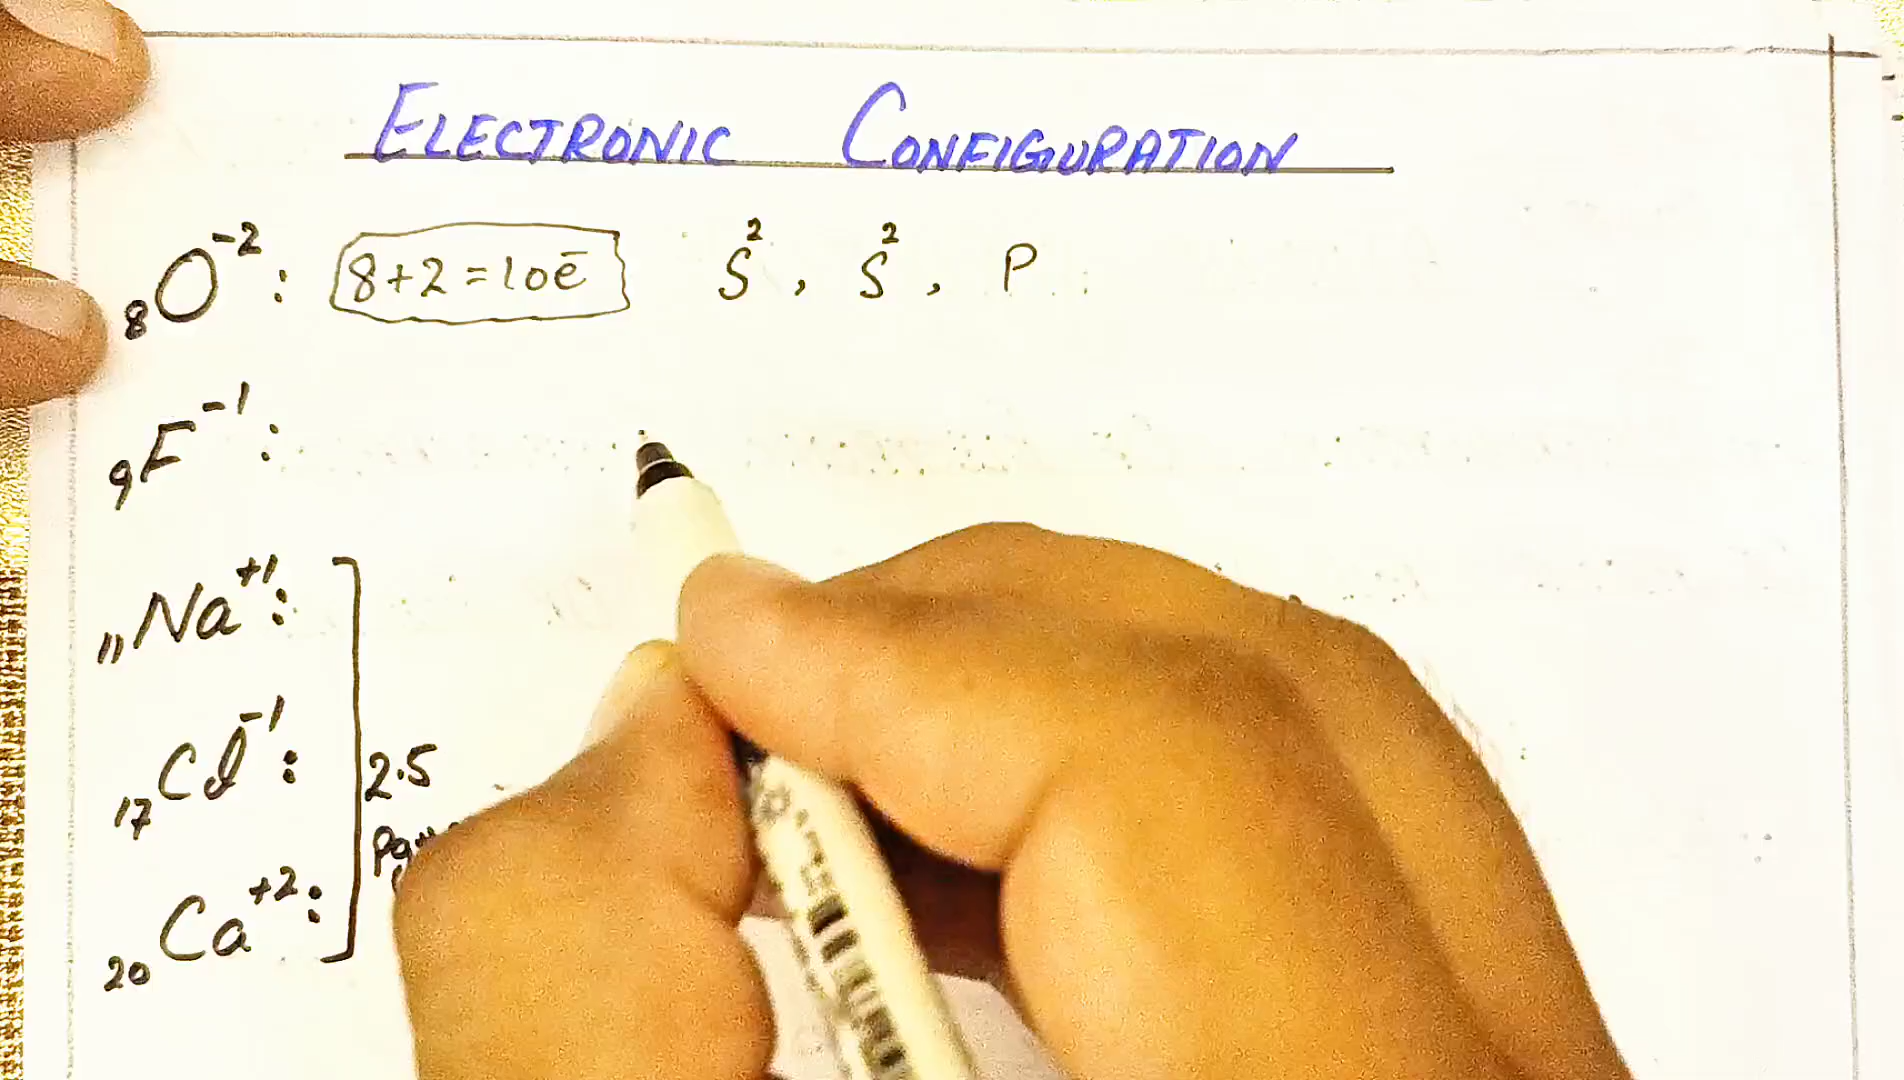 ELECTRONIC CONFIGURATION
₈O⁻²: 8+2=10e⁻ S², S², P
₉F⁻¹:
₁₁Na⁺¹:
₁₇Cl⁻¹:
2.5
₂₀Ca⁺²: